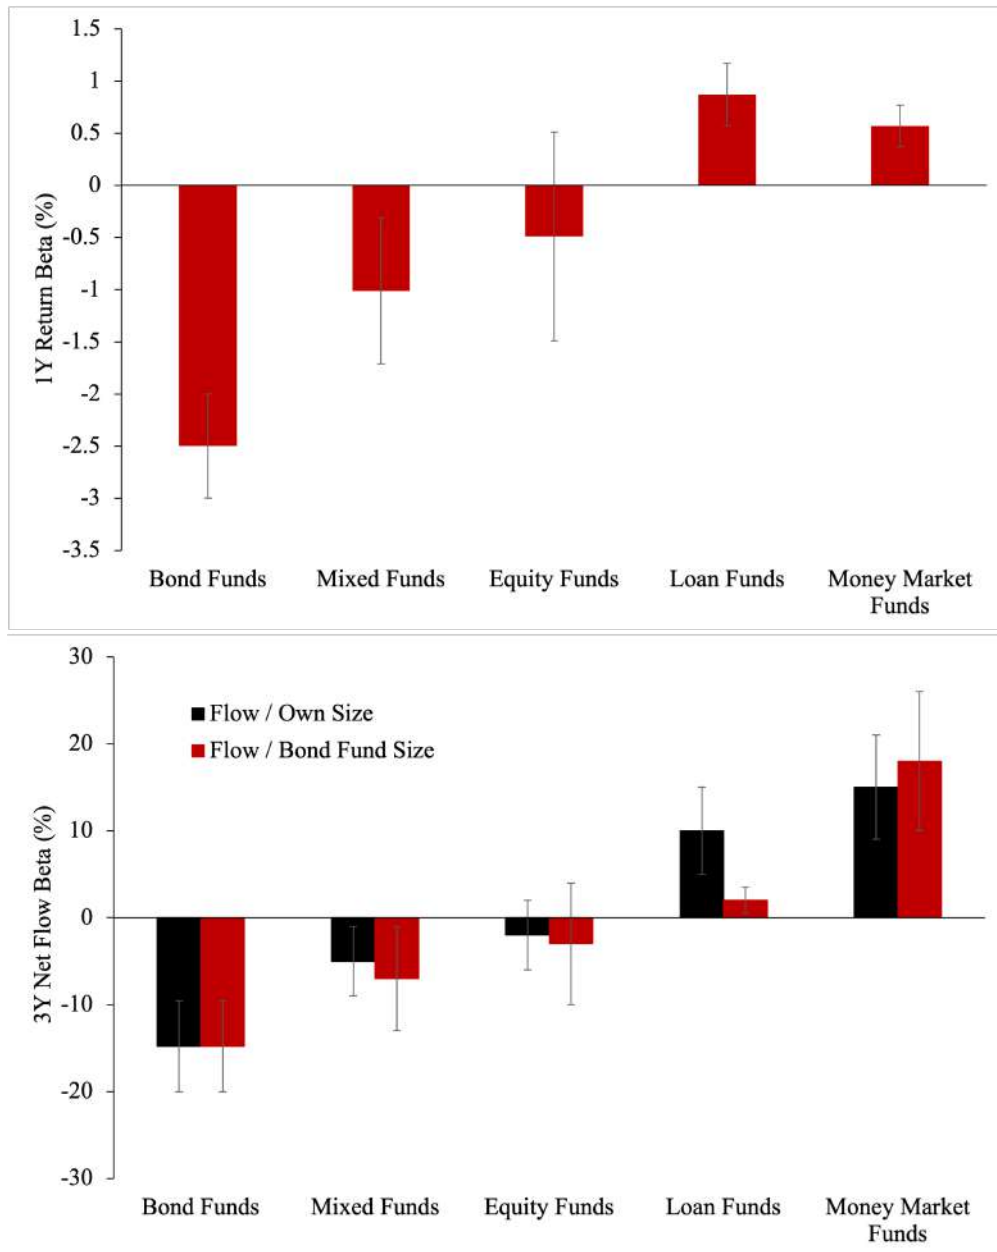 1Y Return Beta (%)
1.5
1
0.5
0
-0.5
-1
-1.5
-2
-2.5
-3
-3.5
Bond Funds
Mixed Funds
Equity Funds
Loan Funds
Money Market
Funds
3Y Net Flow Beta (%)
30
20
10
0
-10
-20
-30
Flow / Own Size
Flow / Bond Fund Size
Bond Funds
Mixed Funds
Equity Funds
Loan Funds
Money Market
Funds